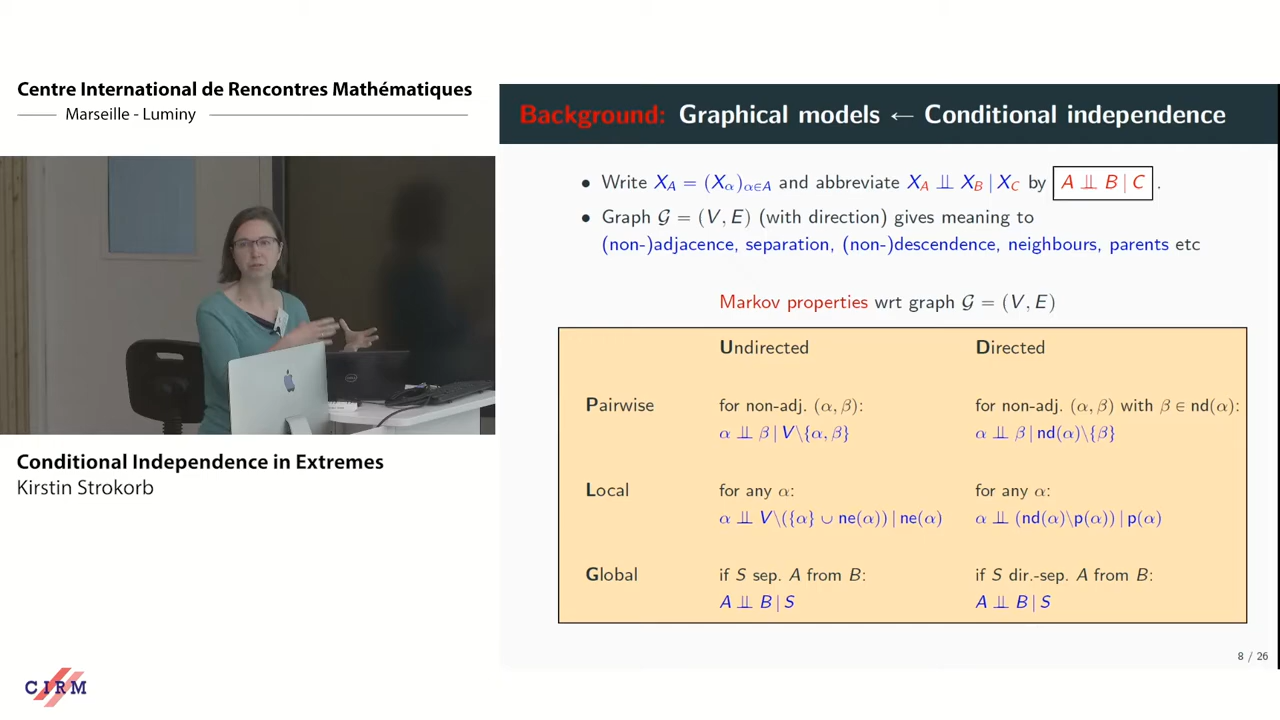 Centre International de Rencontres Mathématiques
Marseille - Luminy
Conditional Independence in Extremes
Kirstin Strokorb
CIRM
Background: Graphical models ← Conditional independence
• Write X_A = (X_α)_{α∈A} and abbreviate X_A ⫫ X_B | X_C by A ⫫ B | C .
• Graph 𝒢 = (V, E) (with direction) gives meaning to
(non-)adjacence, separation, (non-)descendence, neighbours, parents etc
Markov properties wrt graph 𝒢 = (V, E)
Undirected Directed
Pairwise for non-adj. (α, β): for non-adj. (α, β) with β ∈ nd(α):
α ⫫ β | V\{α, β} α ⫫ β | nd(α)\{β}
Local for any α: for any α:
α ⫫ V\({α} ∪ ne(α)) | ne(α) α ⫫ (nd(α)\p(α)) | p(α)
Global if S sep. A from B: if S dir.-sep. A from B:
A ⫫ B | S A ⫫ B | S
8 / 26